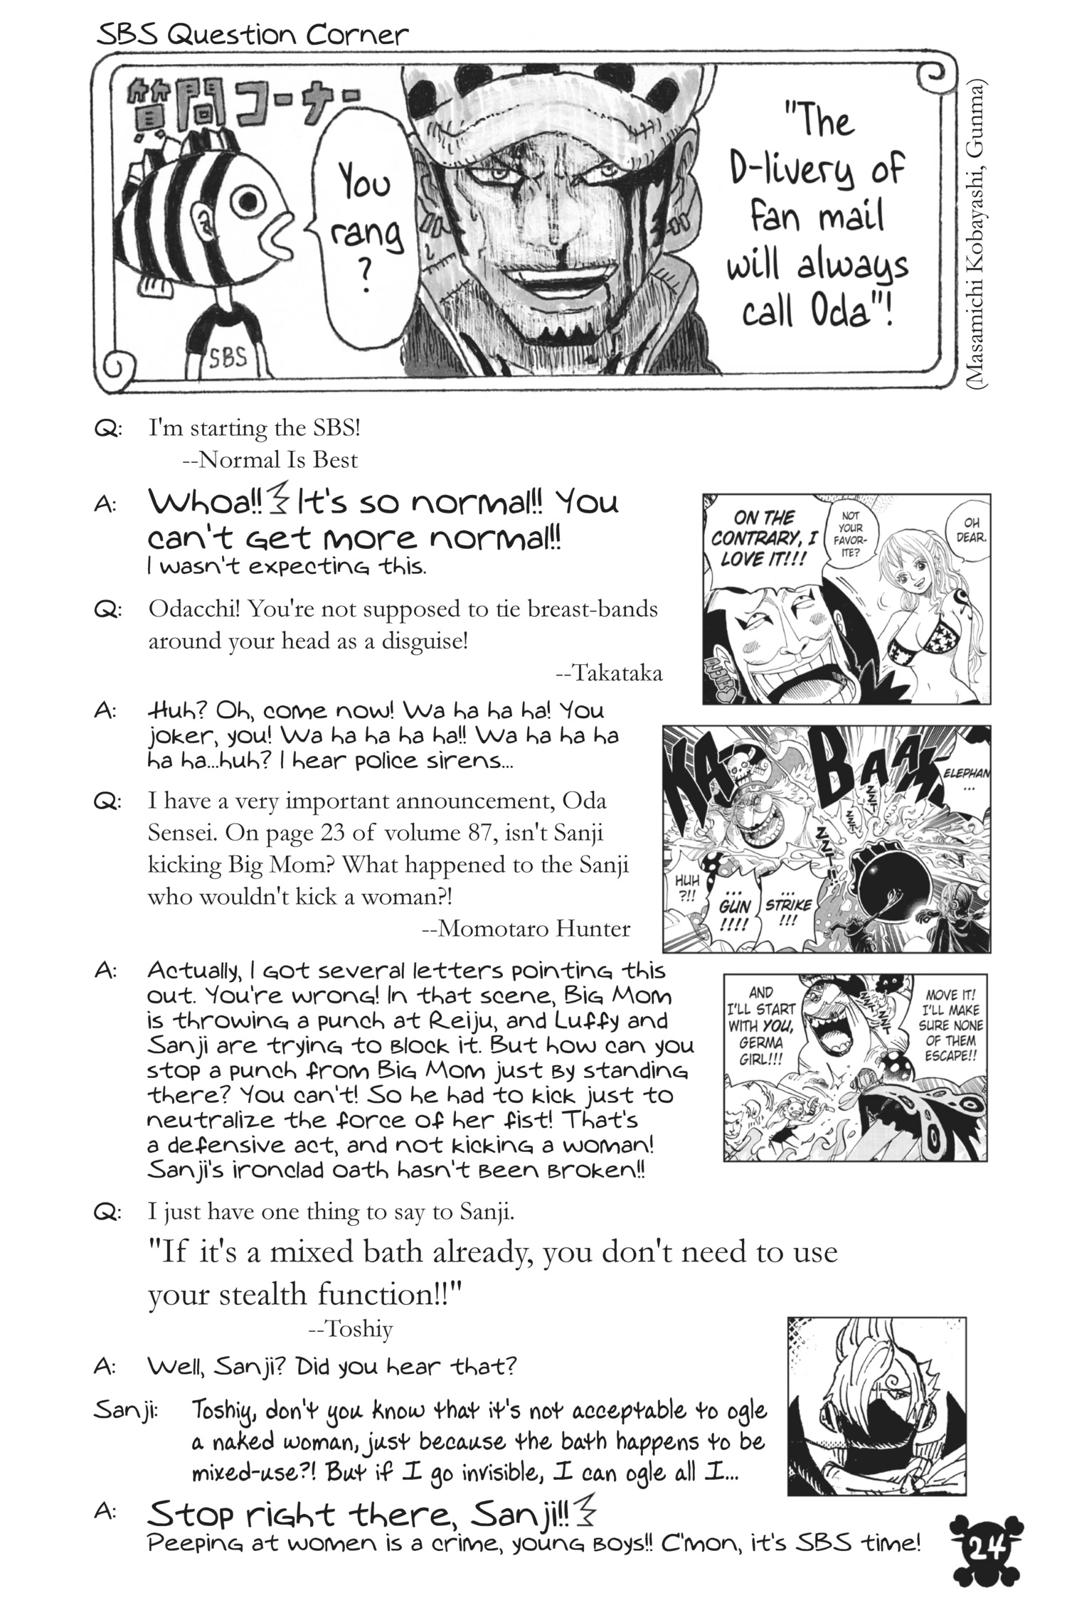 SBS Question Corner
質問コーナー
You
rang
?
"The
D-livery of
fan mail
will always
call Oda"!
(Masamichi Kobayashi, Gunma)
SBS
Q: I'm starting the SBS!
--Normal Is Best
A: Whoa!! It's so normal!! You
can't get more normal!!
I wasn't expecting this.
ON THE
CONTRARY, I
LOVE IT!!!
NOT
YOUR
FAVOR-
ITE?
OH
DEAR.
Q: Odacchi! You're not supposed to tie breast-bands
around your head as a disguise!
--Takataka
A: Huh? Oh, come now! Wa ha ha ha! You
joker, you! Wa ha ha ha ha!! Wa ha ha ha
ha ha...huh? I hear police sirens...
KA-
BAAM
ELEPHAN
...
ZZT
ZZT
ZZT!!
HUH
?!!
...
GUN
!!!!
...
STRIKE
!!!
Q: I have a very important announcement, Oda
Sensei. On page 23 of volume 87, isn't Sanji
kicking Big Mom? What happened to the Sanji
who wouldn't kick a woman?!
--Momotaro Hunter
A: Actually, I got several letters pointing this
out. You're wrong! In that scene, Big Mom
is throwing a punch at Reiju, and Luffy and
Sanji are trying to block it. But how can you
stop a punch from Big Mom just by standing
there? You can't! So he had to kick just to
neutralize the force of her fist! That's
a defensive act, and not kicking a woman!
Sanji's ironclad oath hasn't been broken!!
AND
I'LL START
WITH YOU,
GERMA
GIRL!!!
MOVE IT!
I'LL MAKE
SURE NONE
OF THEM
ESCAPE!!
Q: I just have one thing to say to Sanji.
"If it's a mixed bath already, you don't need to use
your stealth function!!"
--Toshiy
A: Well, Sanji? Did you hear that?
Sanji: Toshiy, don't you know that it's not acceptable to ogle
a naked woman, just because the bath happens to be
mixed-use?! But if I go invisible, I can ogle all I...
A: Stop right there, Sanji!!
Peeping at women is a crime, young boys!! C'mon, it's SBS time!
24